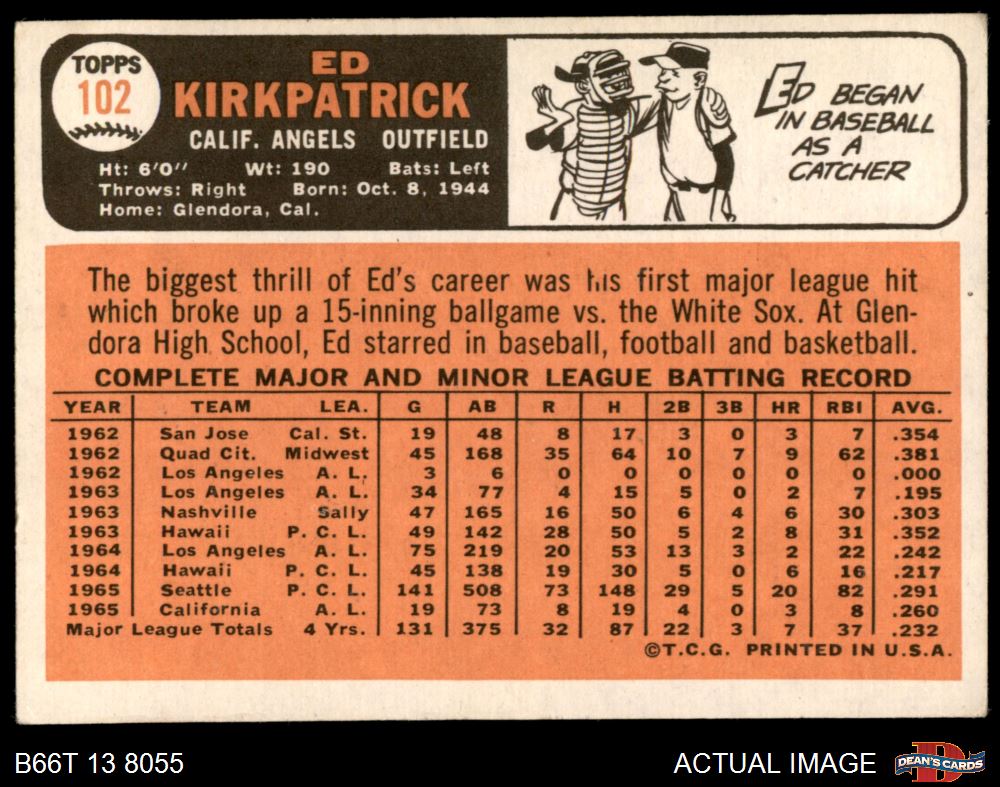 TOPPS
102
ED
KIRKPATRICK
CALIF. ANGELS OUTFIELD
Ht: 6'0" Wt: 190 Bats: Left
Throws: Right Born: Oct. 8, 1944
Home: Glendora, Cal.
ED BEGAN
IN BASEBALL
AS A
CATCHER
The biggest thrill of Ed's career was his first major league hit
which broke up a 15-inning ballgame vs. the White Sox. At Glen-
dora High School, Ed starred in baseball, football and basketball.
COMPLETE MAJOR AND MINOR LEAGUE BATTING RECORD
YEAR TEAM LEA. G AB R H 2B 3B HR RBI AVG.
1962 San Jose Cal. St. 19 48 8 17 3 0 3 7 .354
1962 Quad Cit. Midwest 45 168 35 64 10 7 9 62 .381
1962 Los Angeles A. L. 3 6 0 0 0 0 0 0 .000
1963 Los Angeles A. L. 34 77 4 15 5 0 2 7 .195
1963 Nashville Sally 47 165 16 50 6 4 6 30 .303
1963 Hawaii P. C. L. 49 142 28 50 5 2 8 31 .352
1964 Los Angeles A. L. 75 219 20 53 13 3 2 22 .242
1964 Hawaii P. C. L. 45 138 19 30 5 0 6 16 .217
1965 Seattle P. C. L. 141 508 73 148 29 5 20 82 .291
1965 California A. L. 19 73 8 19 4 0 3 8 .260
Major League Totals 4 Yrs. 131 375 32 87 22 3 7 37 .232
©T.C.G. PRINTED IN U.S.A.
B66T 13 8055
ACTUAL IMAGE
DEAN'S CARDS